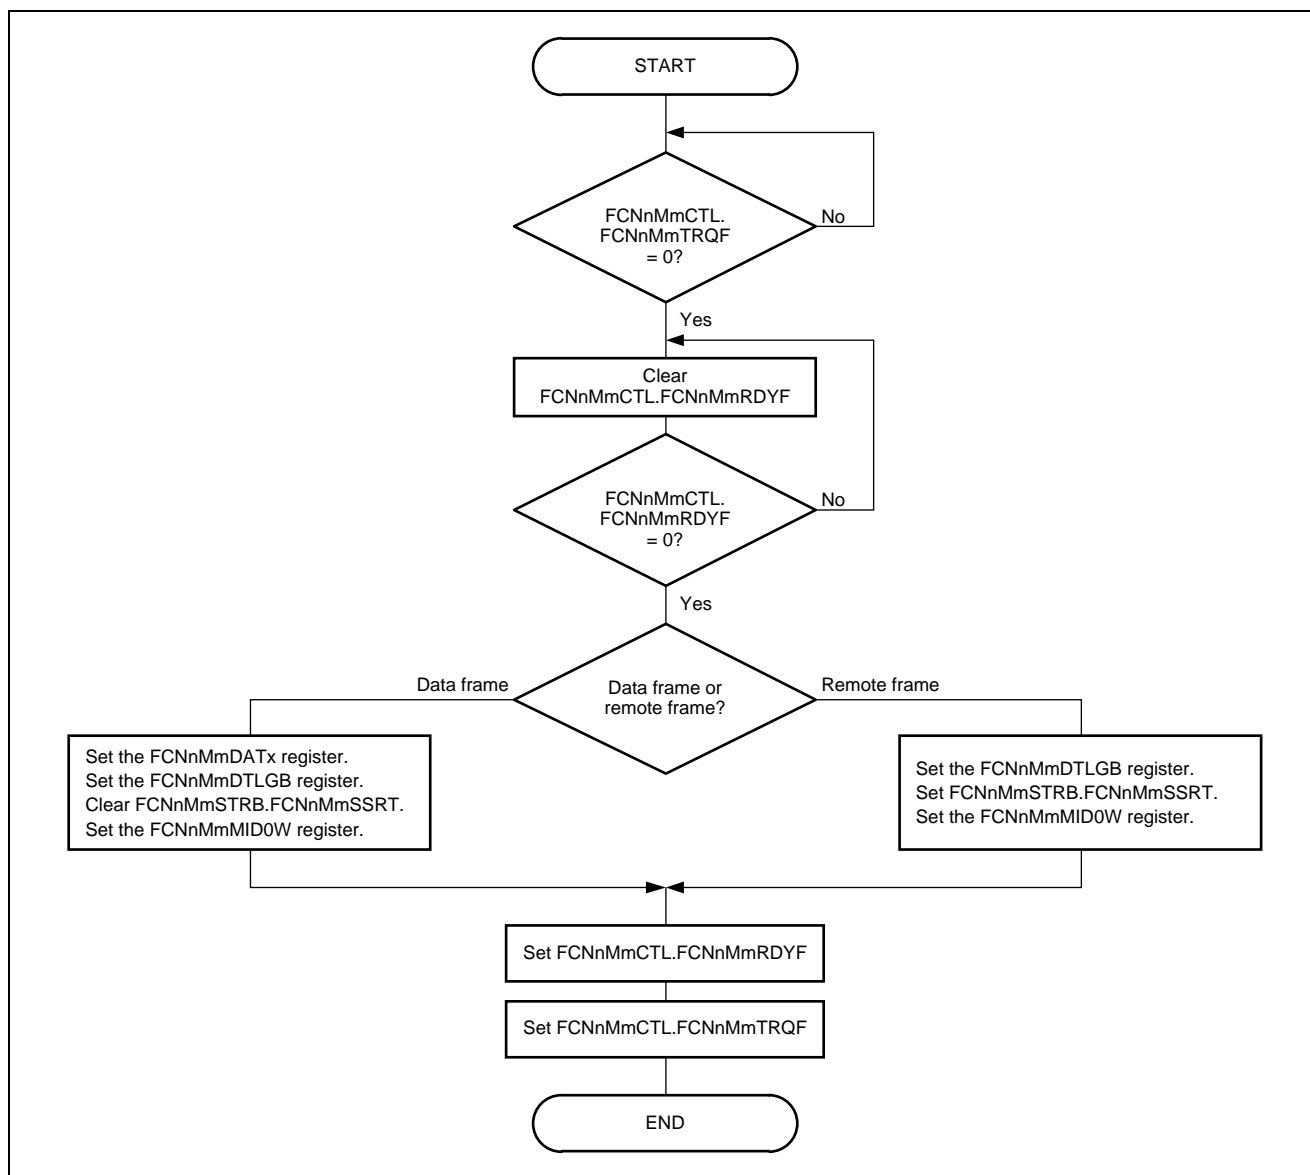 START
FCNnMmCTL.
FCNnMmTRQF
= 0?
No
Yes
Clear
FCNnMmCTL.FCNnMmRDYF
FCNnMmCTL.
FCNnMmRDYF
= 0?
No
Yes
Data frame
Data frame or
remote frame?
Remote frame
Set the FCNnMmDATx register.
Set the FCNnMmDTLGB register.
Clear FCNnMmSTRB.FCNnMmSSRT.
Set the FCNnMmMID0W register.
Set the FCNnMmDTLGB register.
Set FCNnMmSTRB.FCNnMmSSRT.
Set the FCNnMmMID0W register.
Set FCNnMmCTL.FCNnMmRDYF
Set FCNnMmCTL.FCNnMmTRQF
END